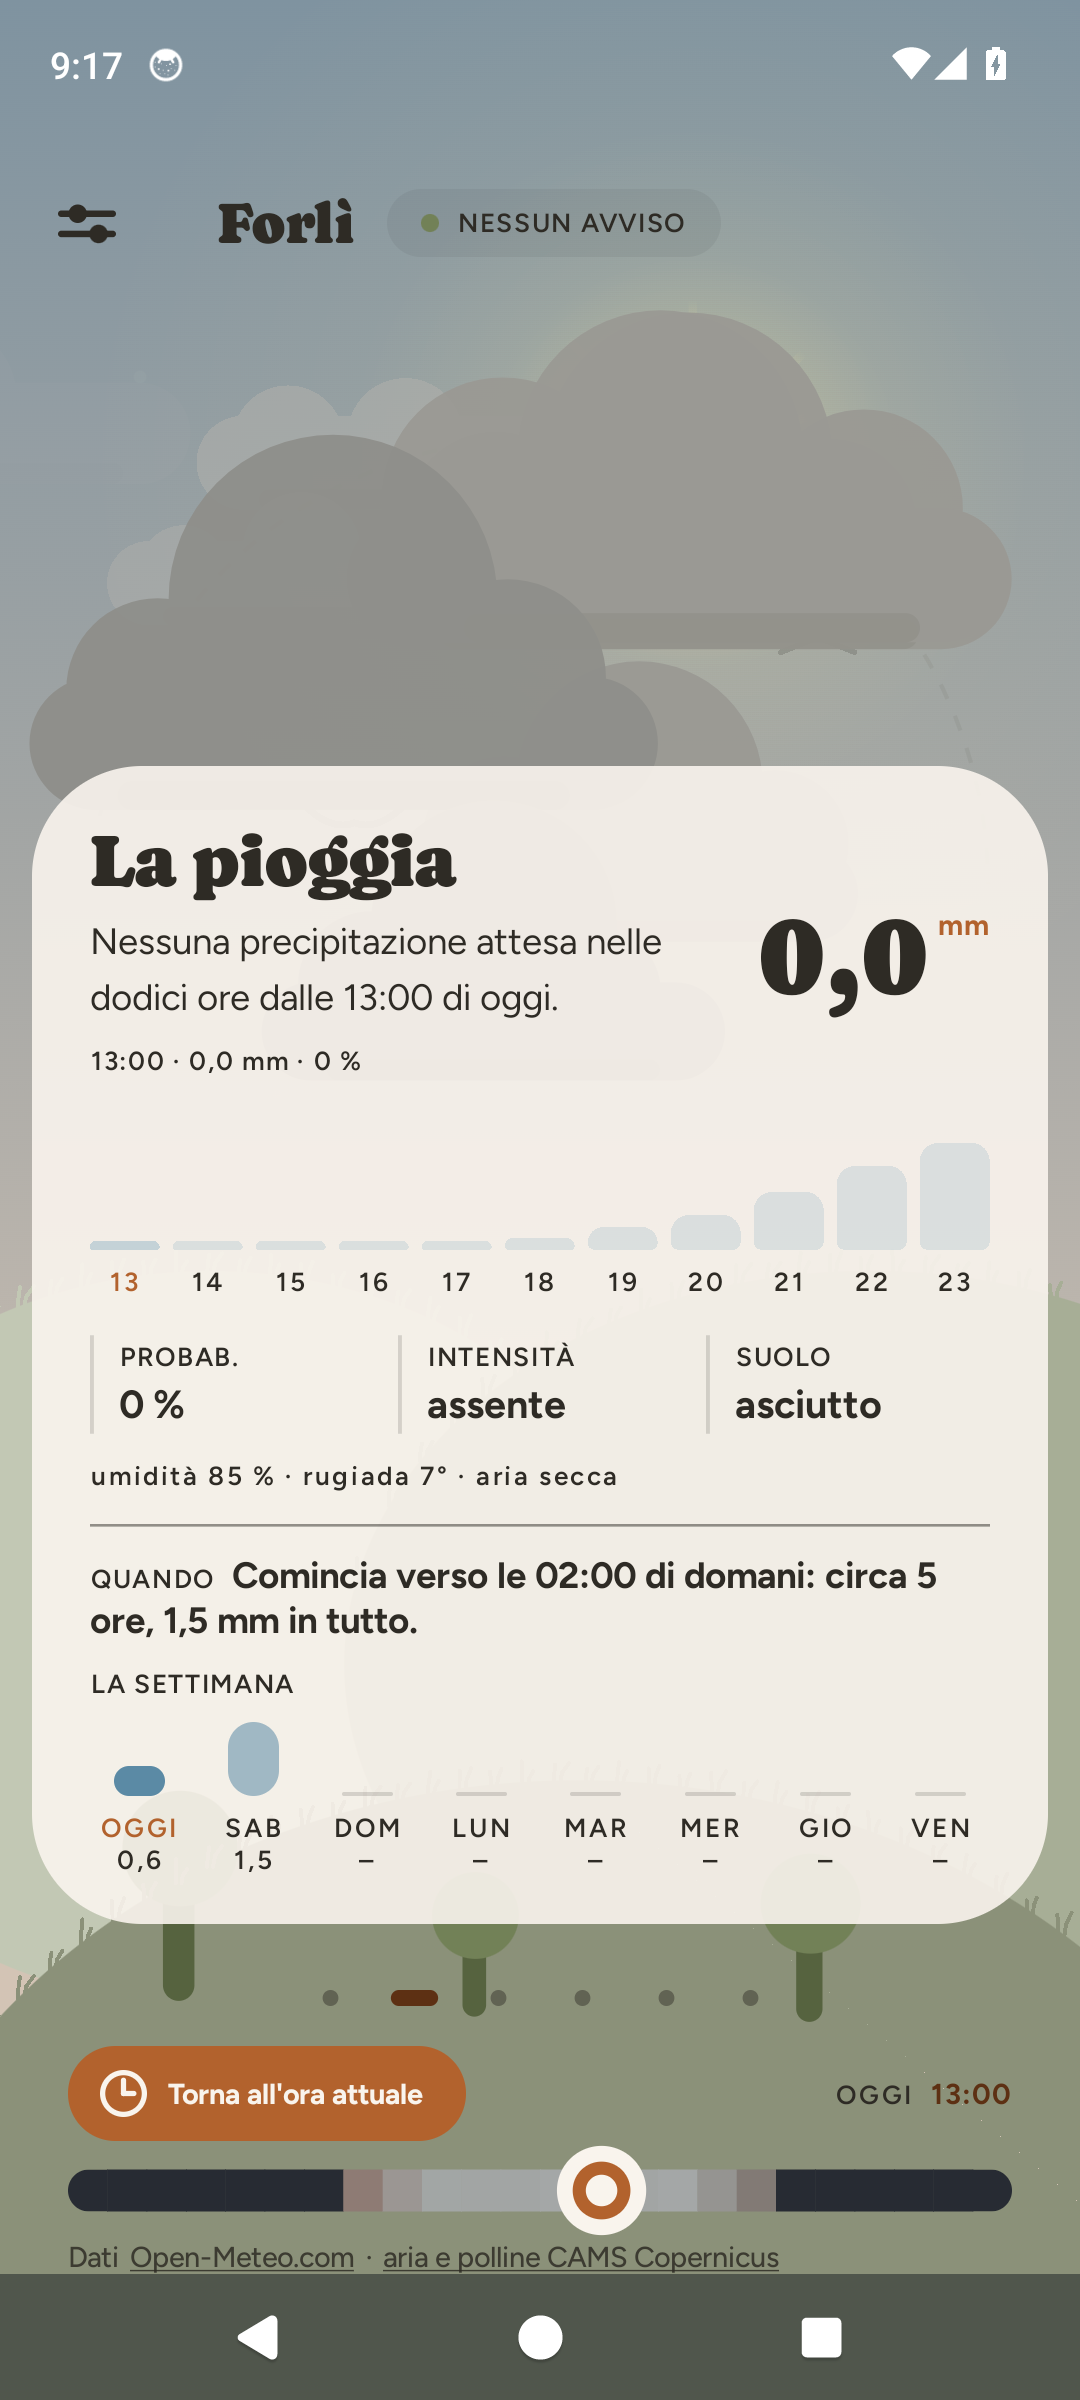 9:17
Forlì
NESSUN AVVISO
La pioggia
Nessuna precipitazione attesa nelle
dodici ore dalle 13:00 di oggi.
0,0 mm
13:00 · 0,0 mm · 0 %
13 14 15 16 17 18 19 20 21 22 23
PROBAB. INTENSITÀ SUOLO
0 % assente asciutto
umidità 85 % · rugiada 7° · aria secca
QUANDO Comincia verso le 02:00 di domani: circa 5
ore, 1,5 mm in tutto.
LA SETTIMANA
OGGI SAB DOM LUN MAR MER GIO VEN
0,6 1,5 – – – – – –
Torna all'ora attuale
OGGI 13:00
Dati Open-Meteo.com · aria e polline CAMS Copernicus